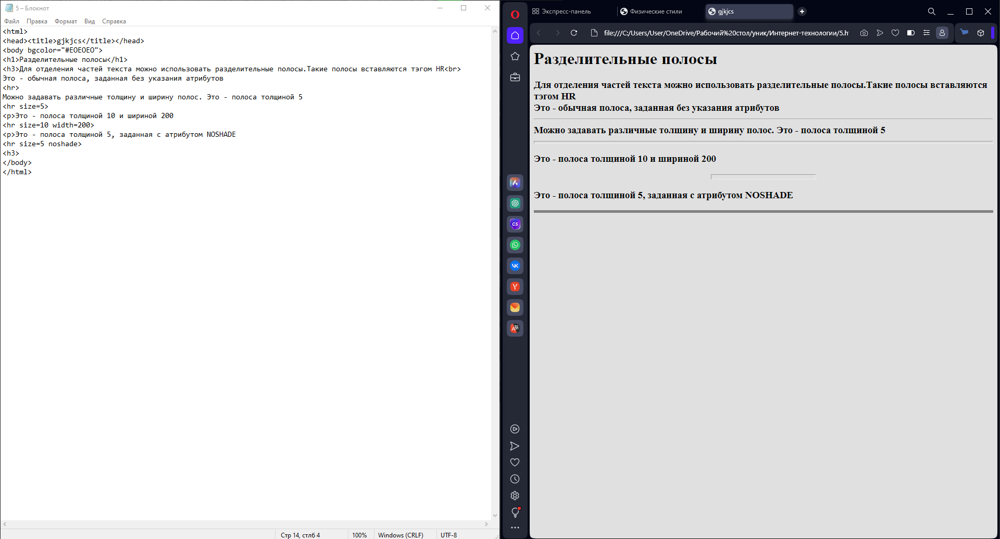 5 – Блокнот
Файл Правка Формат Вид Справка
<html>
<head><title>gjkjcs</title></head>
<body bgcolor="#EOEOEO">
<h1>Разделительные полосы</h1>
<h3>Для отделения частей текста можно использовать разделительные полосы.Такие полосы вставляются тэгом HR<br>
Это - обычная полоса, заданная без указания атрибутов
<hr>
Можно задавать различные толщину и ширину полос. Это - полоса толщиной 5
<hr size=5>
<p>Это - полоса толщиной 10 и шириной 200
<hr size=10 width=200>
<p>Это - полоса толщиной 5, заданная с атрибутом NOSHADE
<hr size=5 noshade>
<h3>
</body>
</html>
Стр 14, стлб 4 100% Windows (CRLF) UTF-8
Экспресс-панель Физические стили gjkjcs
file:///C:/Users/User/OneDrive/Рабочий%20стол/уник/Интернет-технологии/5.h
Разделительные полосы
Для отделения частей текста можно использовать разделительные полосы.Такие полосы вставляются
тэгом HR
Это - обычная полоса, заданная без указания атрибутов
Можно задавать различные толщину и ширину полос. Это - полоса толщиной 5
Это - полоса толщиной 10 и шириной 200
Это - полоса толщиной 5, заданная с атрибутом NOSHADE
CS